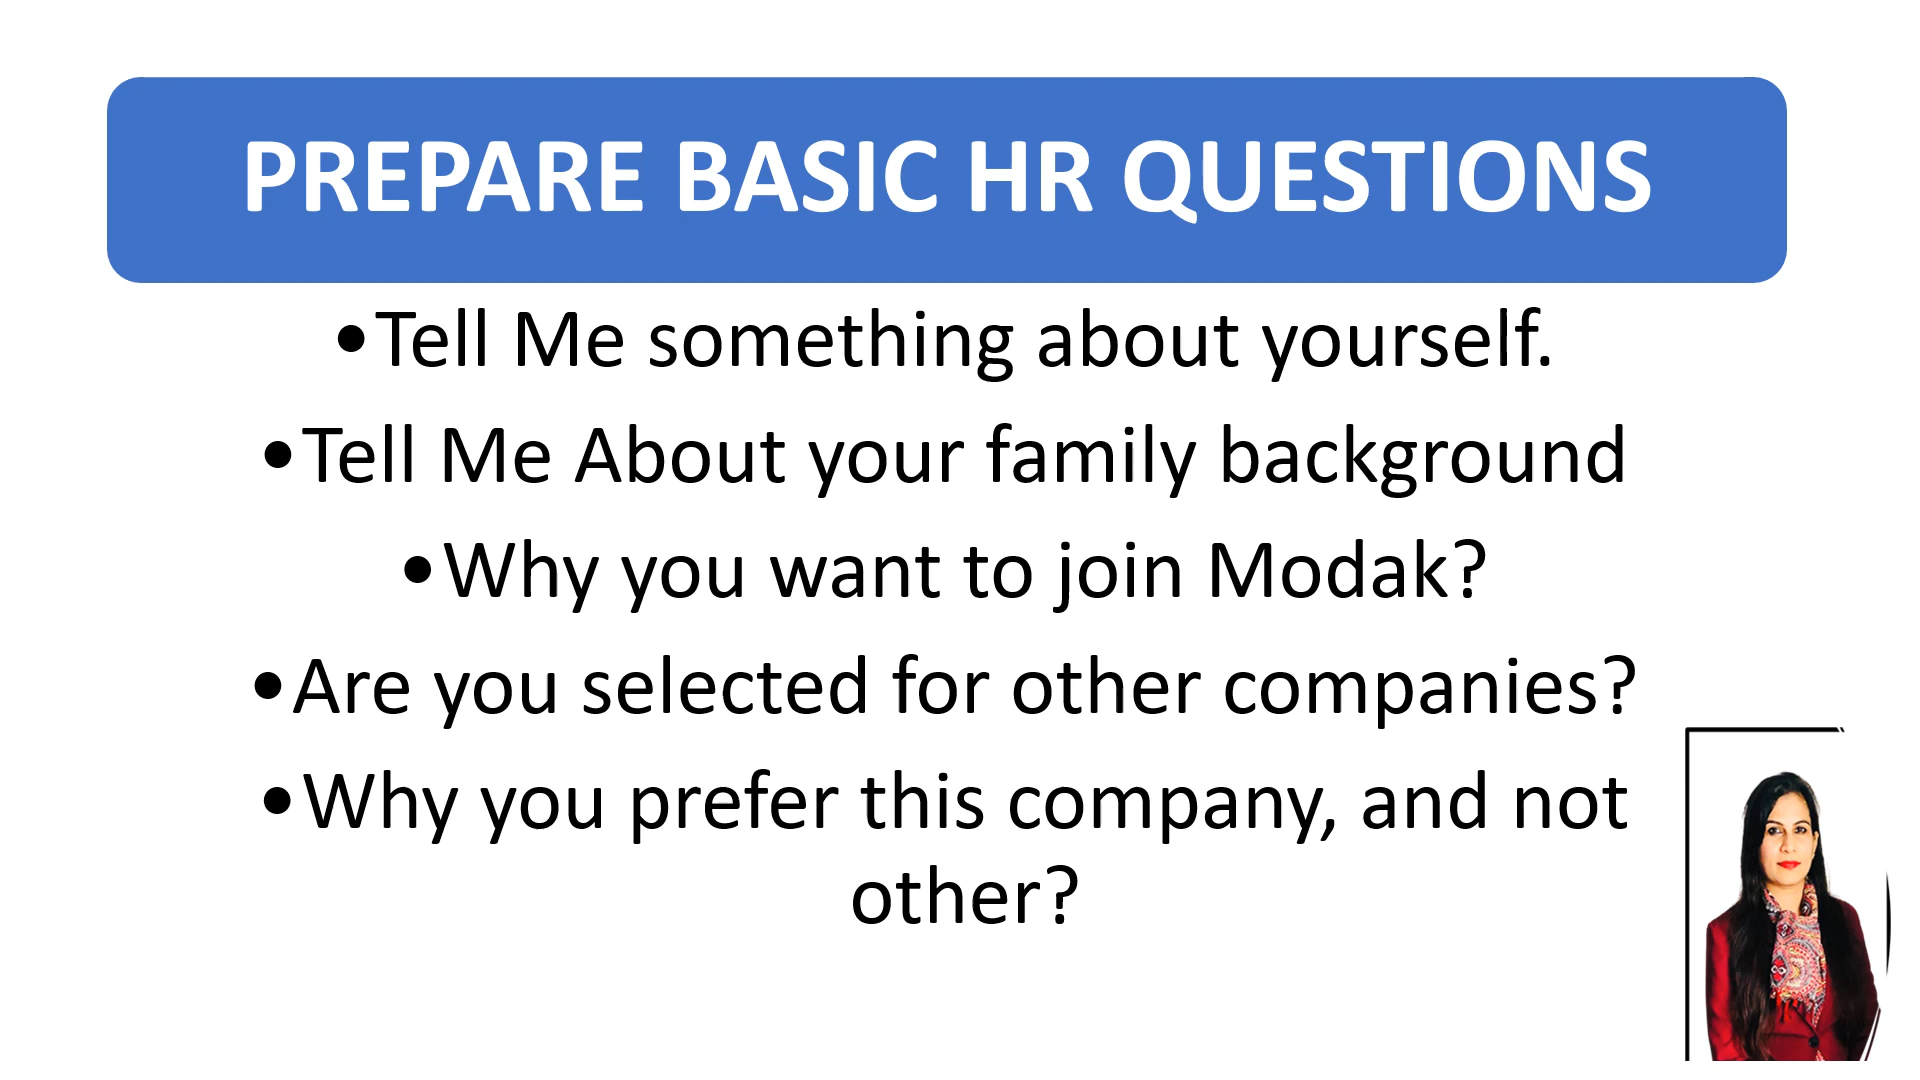 PREPARE BASIC HR QUESTIONS
•Tell Me something about yourself.
•Tell Me About your family background
•Why you want to join Modak?
•Are you selected for other companies?
•Why you prefer this company, and not
other?